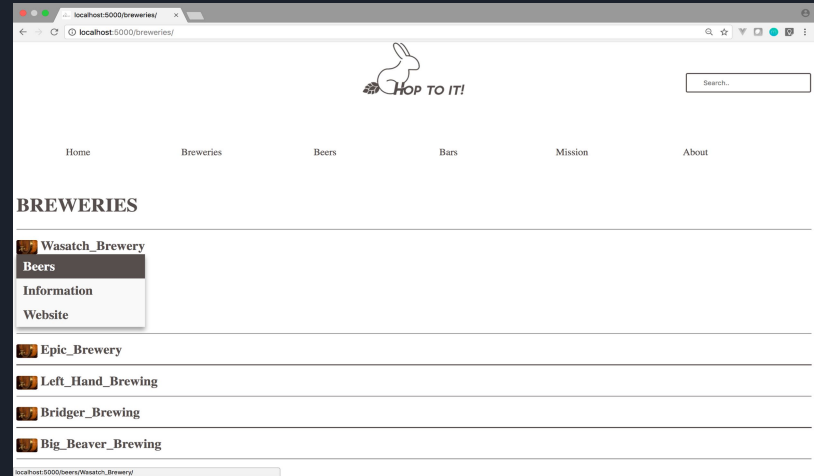 localhost:5000/breweries/
localhost:5000/breweries/
HOP TO IT!
Search..
Home Breweries Beers Bars Mission About
BREWERIES
Wasatch_Brewery
Beers
Information
Website
Epic_Brewery
Left_Hand_Brewing
Bridger_Brewing
Big_Beaver_Brewing
localhost:5000/beers/Wasatch_Brewery/